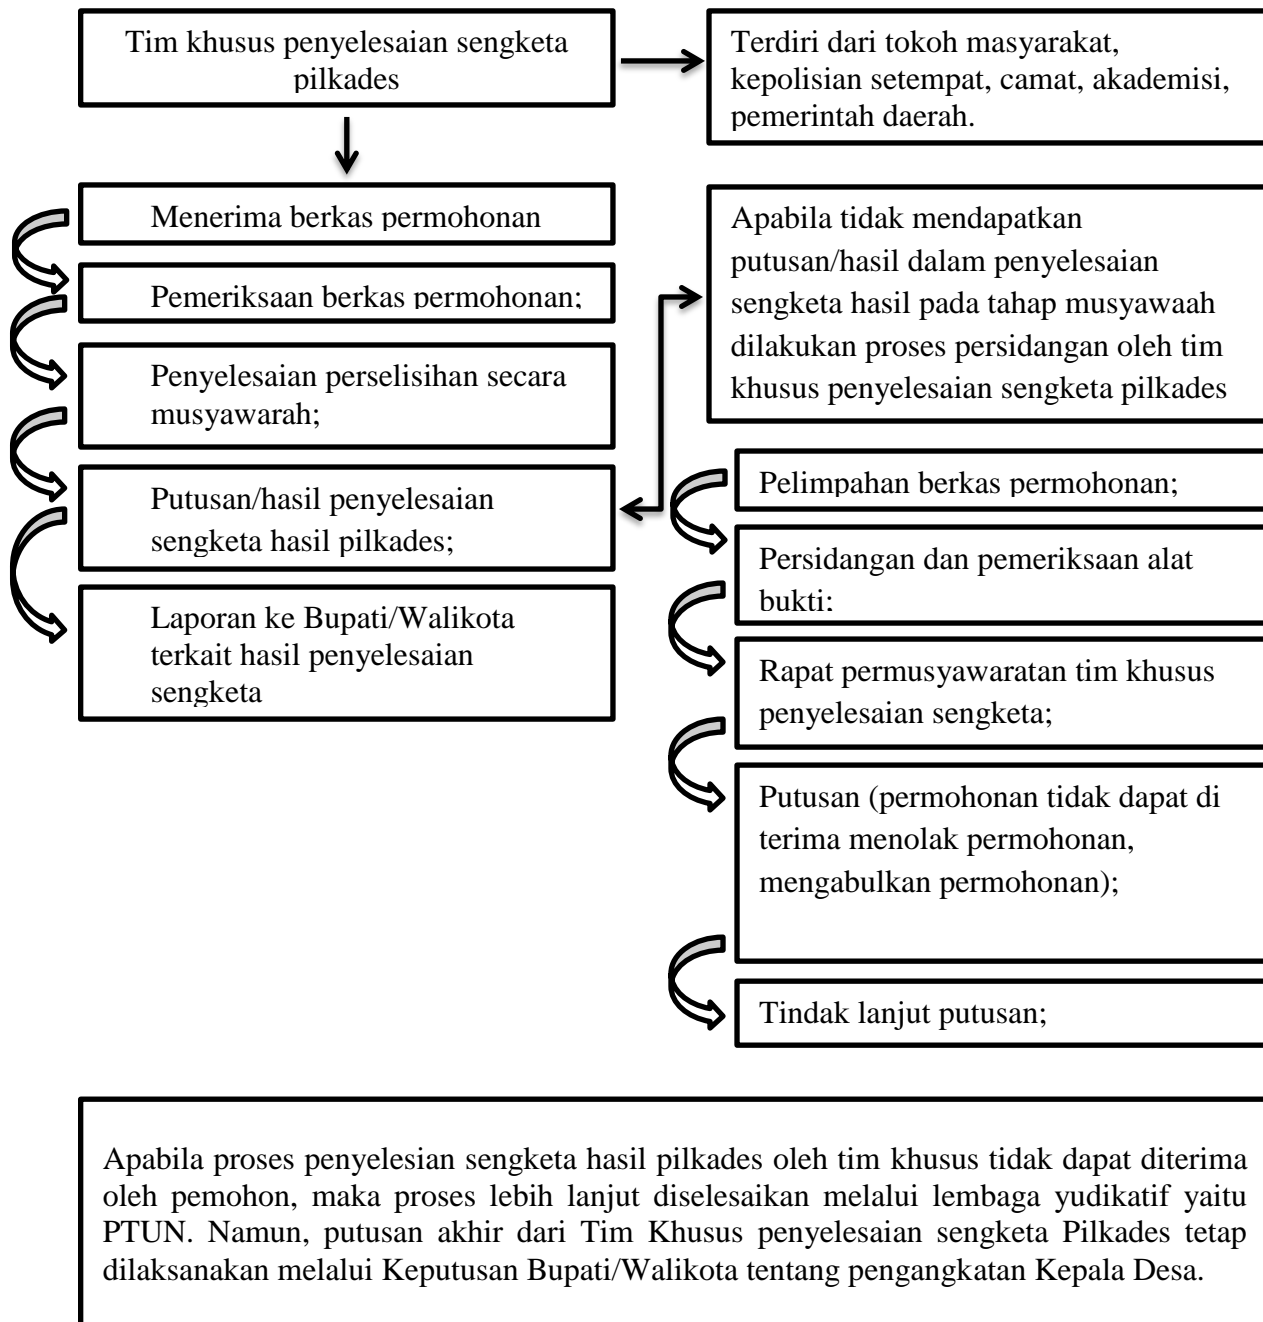 Tim khusus penyelesaian sengketa
pilkades
Terdiri dari tokoh masyarakat,
kepolisian setempat, camat, akademisi,
pemerintah daerah.
Menerima berkas permohonan
Pemeriksaan berkas permohonan;
Penyelesaian perselisihan secara
musyawarah;
Putusan/hasil penyelesaian
sengketa hasil pilkades;
Laporan ke Bupati/Walikota
terkait hasil penyelesaian
sengketa
Apabila tidak mendapatkan
putusan/hasil dalam penyelesaian
sengketa hasil pada tahap musyawaah
dilakukan proses persidangan oleh tim
khusus penyelesaian sengketa pilkades
Pelimpahan berkas permohonan;
Persidangan dan pemeriksaan alat
bukti;
Rapat permusyawaratan tim khusus
penyelesaian sengketa;
Putusan (permohonan tidak dapat di
terima menolak permohonan,
mengabulkan permohonan);
Tindak lanjut putusan;
Apabila proses penyelesian sengketa hasil pilkades oleh tim khusus tidak dapat diterima
oleh pemohon, maka proses lebih lanjut diselesaikan melalui lembaga yudikatif yaitu
PTUN. Namun, putusan akhir dari Tim Khusus penyelesaian sengketa Pilkades tetap
dilaksanakan melalui Keputusan Bupati/Walikota tentang pengangkatan Kepala Desa.